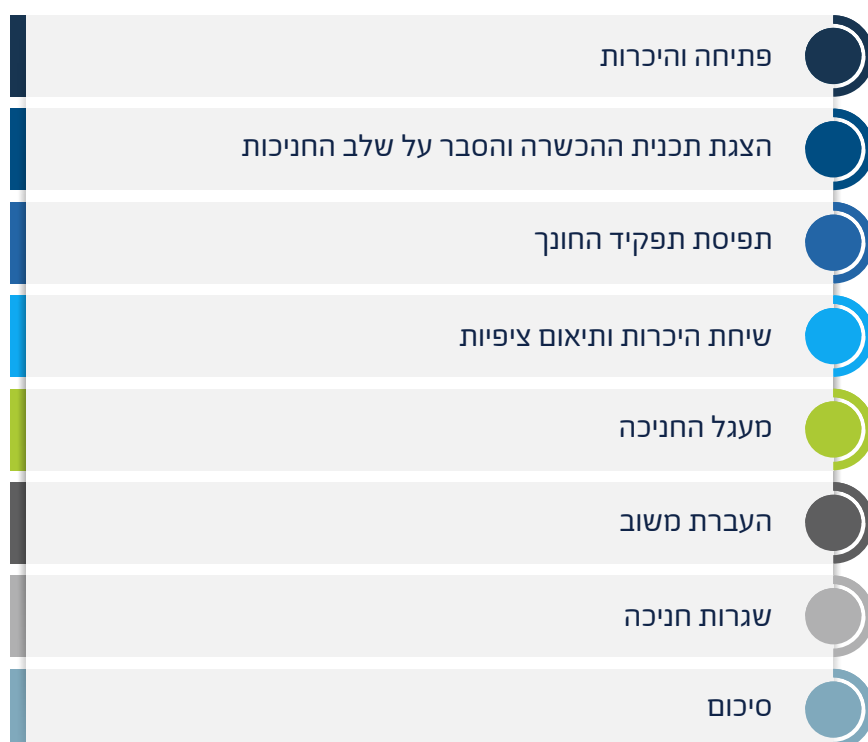 פתיחה והיכרות
הצגת תכנית ההכשרה והסבר על שלב החניכות
תפיסת תפקיד החונך
שיחת היכרות ותיאום ציפיות
מעגל החניכה
העברת משוב
שגרות חניכה
סיכום